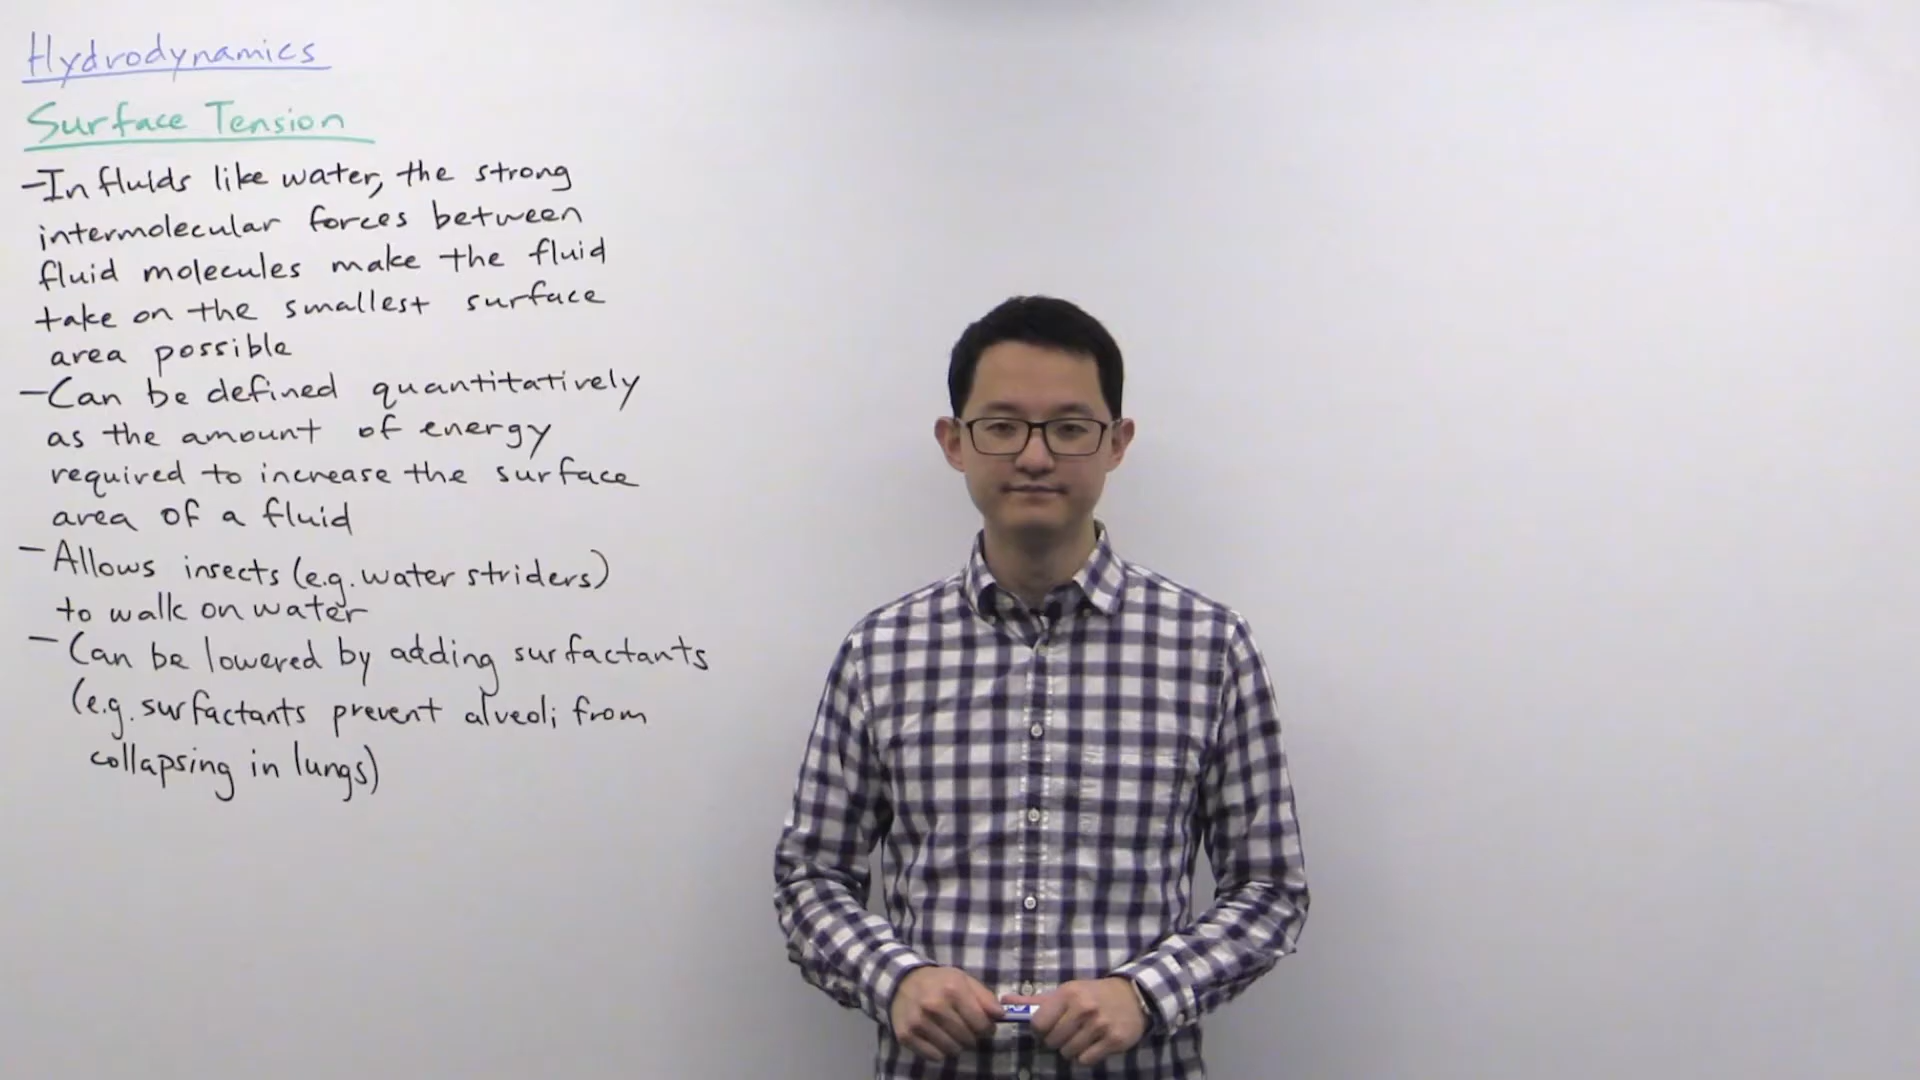 Hydrodynamics
Surface Tension
-In fluids like water, the strong
intermolecular forces between
fluid molecules make the fluid
take on the smallest surface
area possible
-Can be defined quantitatively
as the amount of energy
required to increase the surface
area of a fluid
- Allows insects (e.g. water striders)
to walk on water
- Can be lowered by adding surfactants
(e.g. surfactants prevent alveoli from
collapsing in lungs)